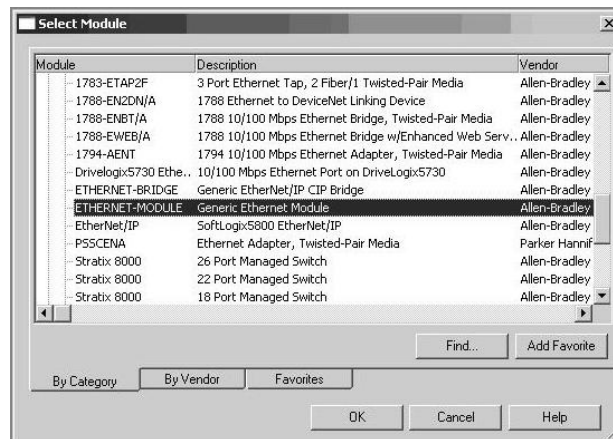 Select Module
Module Description Vendor
1783-ETAP2F 3 Port Ethernet Tap, 2 Fiber/1 Twisted-Pair Media Allen-Bradley
1788-EN2DN/A 1788 Ethernet to DeviceNet Linking Device Allen-Bradley
1788-ENBT/A 1788 10/100 Mbps Ethernet Bridge, Twisted-Pair Media Allen-Bradley
1788-EWEB/A 1788 10/100 Mbps Ethernet Bridge w/Enhanced Web Serv.. Allen-Bradley
1794-AENT 1794 10/100 Mbps Ethernet Adapter, Twisted-Pair Media Allen-Bradley
Drivelogix5730 Ethe.. 10/100 Mbps Ethernet Port on DriveLogix5730 Allen-Bradley
ETHERNET-BRIDGE Generic EtherNet/IP CIP Bridge Allen-Bradley
ETHERNET-MODULE Generic Ethernet Module Allen-Bradley
EtherNet/IP SoftLogix5800 EtherNet/IP Allen-Bradley
PSSCENA Ethernet Adapter, Twisted-Pair Media Parker Hannif
Stratix 8000 26 Port Managed Switch Allen-Bradley
Stratix 8000 22 Port Managed Switch Allen-Bradley
Stratix 8000 18 Port Managed Switch Allen-Bradley
Find... Add Favorite
By Category By Vendor Favorites
OK Cancel Help